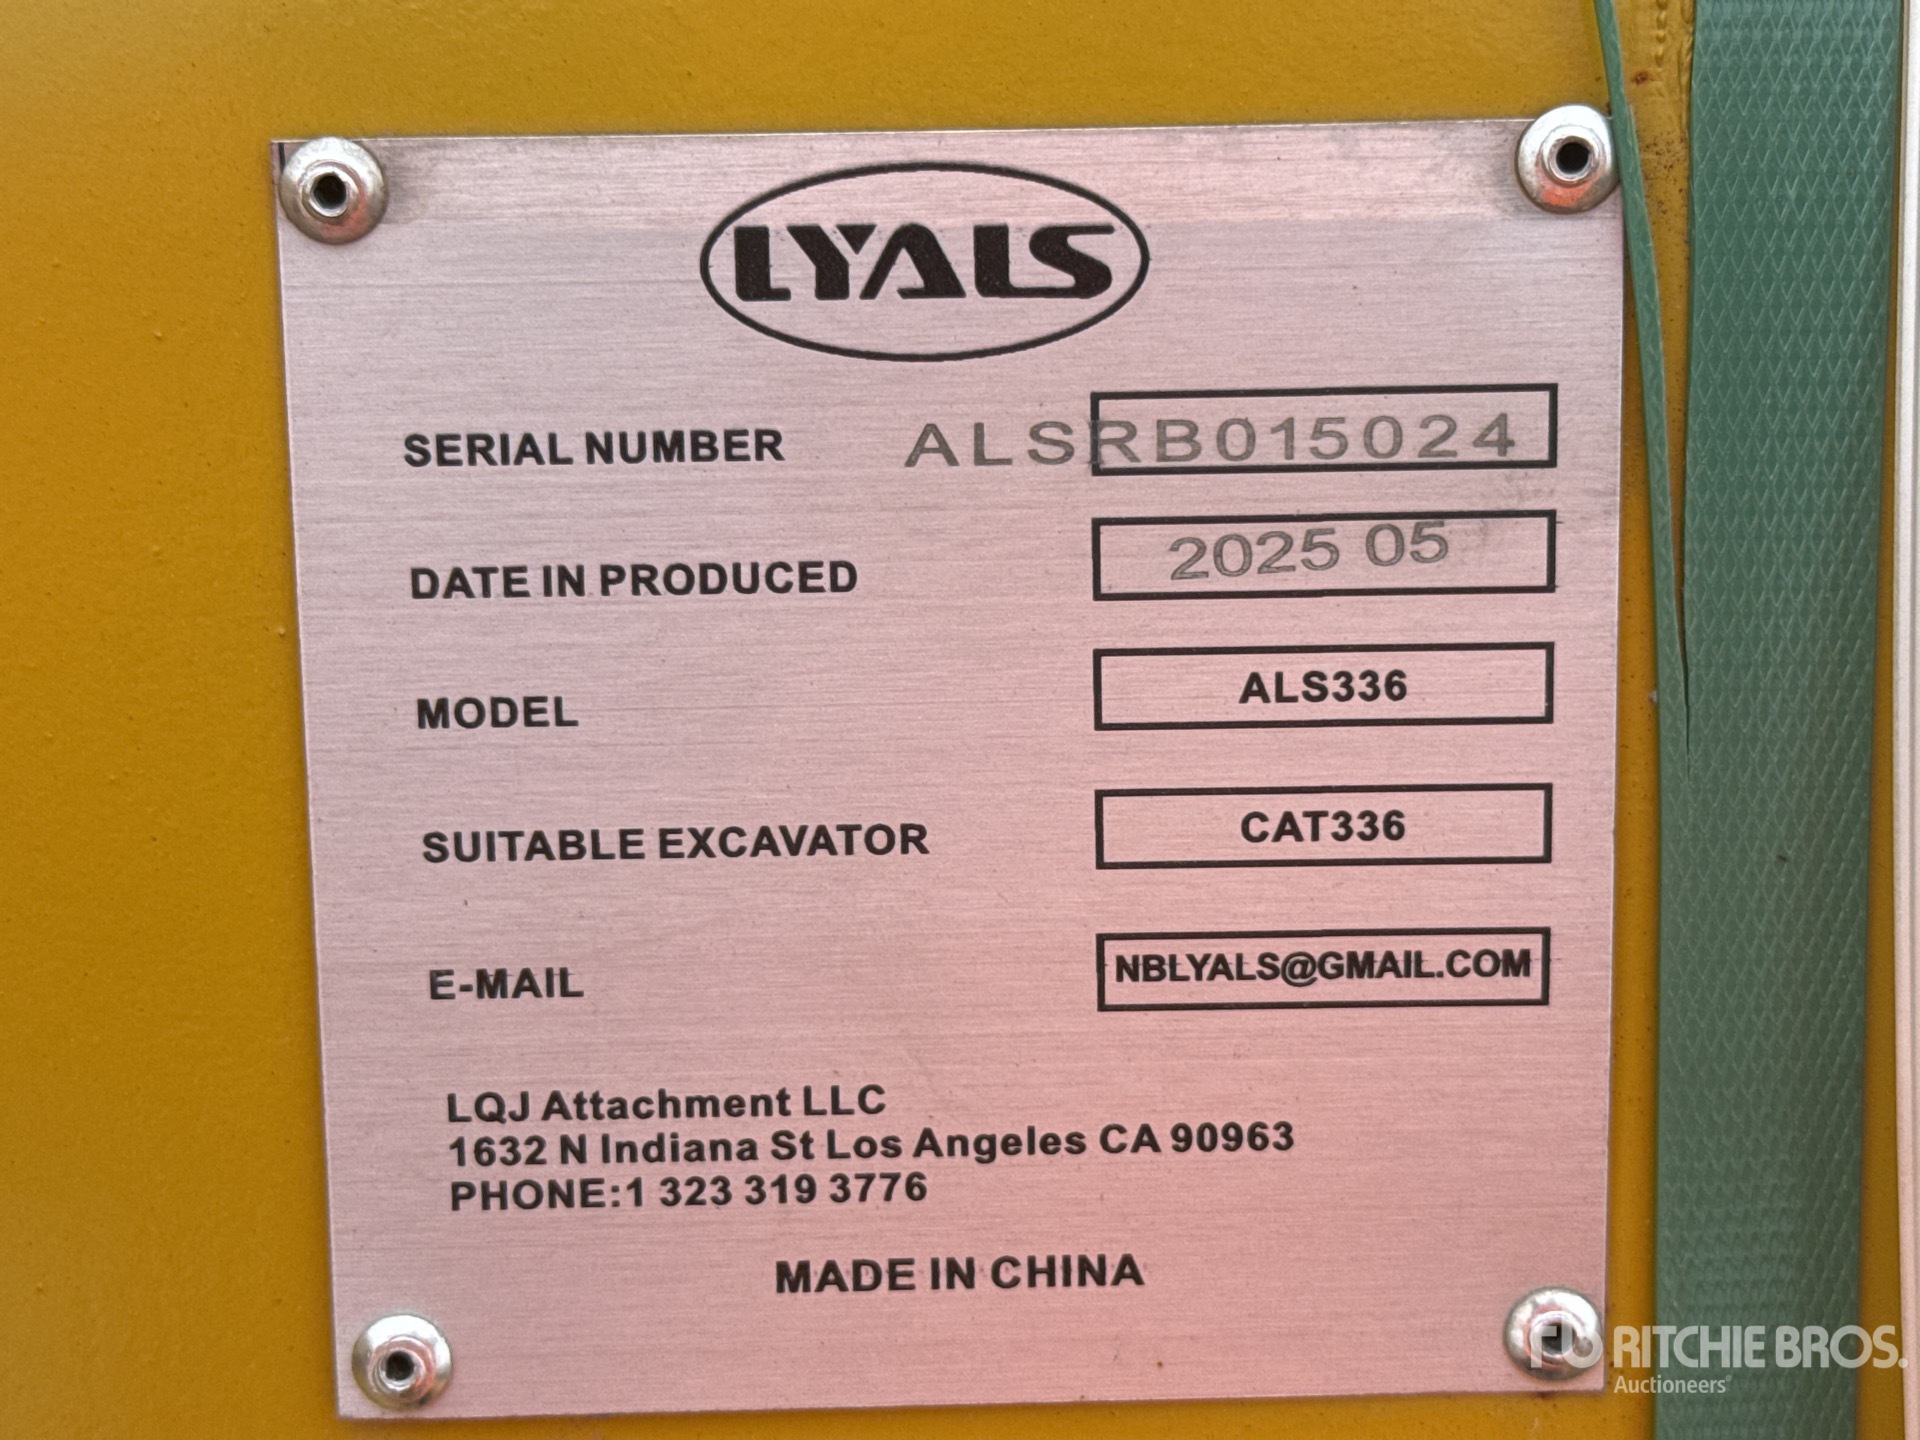 LYALS
SERIAL NUMBER ALSRB015024
DATE IN PRODUCED 2025 05
MODEL ALS336
SUITABLE EXCAVATOR CAT336
E-MAIL NBLYALS@GMAIL.COM
LQJ Attachment LLC
1632 N Indiana St Los Angeles CA 90963
PHONE:1 323 319 3776
MADE IN CHINA
rb RITCHIE BROS.
Auctioneers